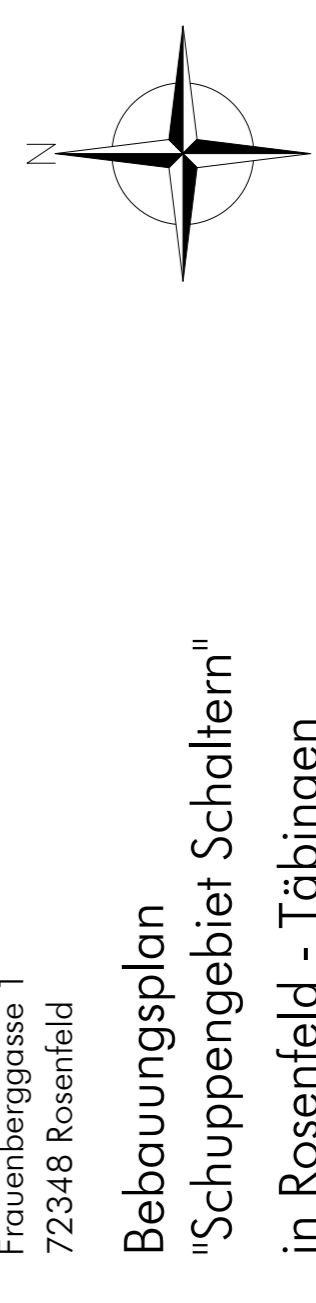 N
Frauenberggasse 1
72348 Rosenfeld
Bebauungsplan
"Schuppengebiet Schaltern"
in Rosenfeld - Täbingen